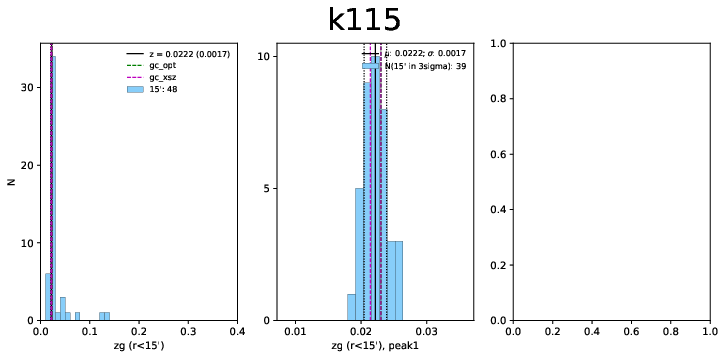 k115
z = 0.0222 (0.0017)
gc_opt
gc_xsz
15': 48
N
30
20
10
0
0.0 0.1 0.2 0.3 0.4
zg (r<15')
μ: 0.0222; σ: 0.0017
N(15' in 3sigma): 39
10
5
0
0.01 0.02 0.03
zg (r<15'), peak1
1.0
0.8
0.6
0.4
0.2
0.0
0.0 0.2 0.4 0.6 0.8 1.0